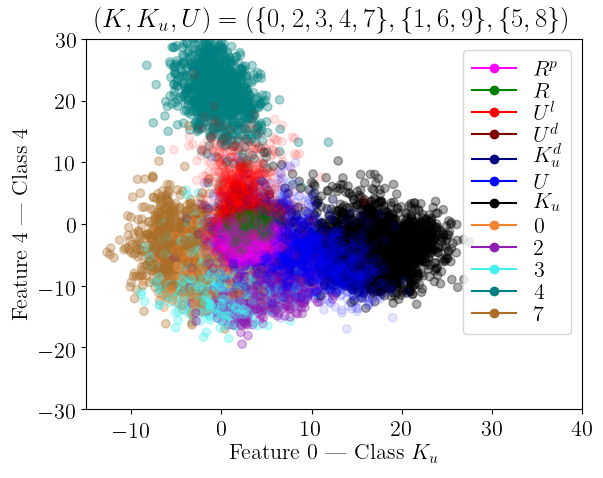 (K, K_u, U) = ({0, 2, 3, 4, 7}, {1, 6, 9}, {5, 8})
30
20
10
0
−10
−20
−30
Feature 4 — Class 4
R^p
R
U^l
U^d
K_u^d
U
K_u
0
2
3
4
7
−10
0
10
20
30
40
Feature 0 — Class K_u